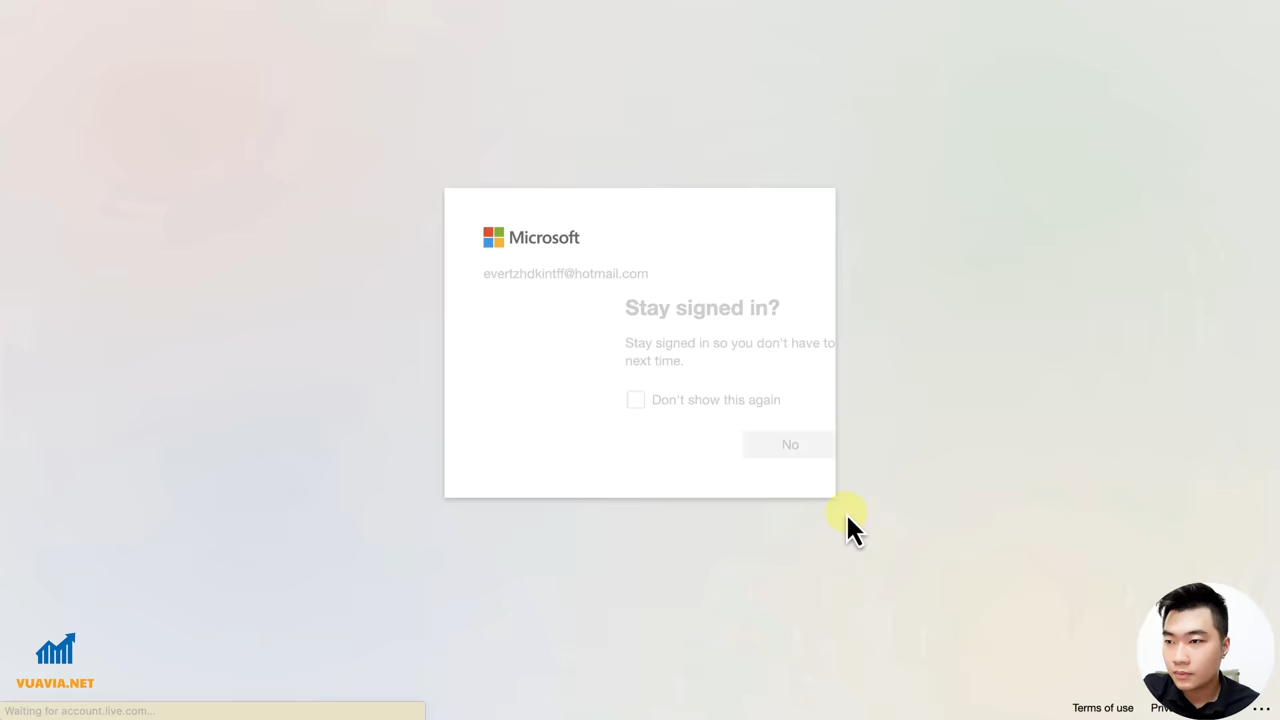 Microsoft
evertzhdkintff@hotmail.com
Stay signed in?
Stay signed in so you don't have to
next time.
Don't show this again
No
VUAVIA.NET
Waiting for account.live.com...
Terms of use